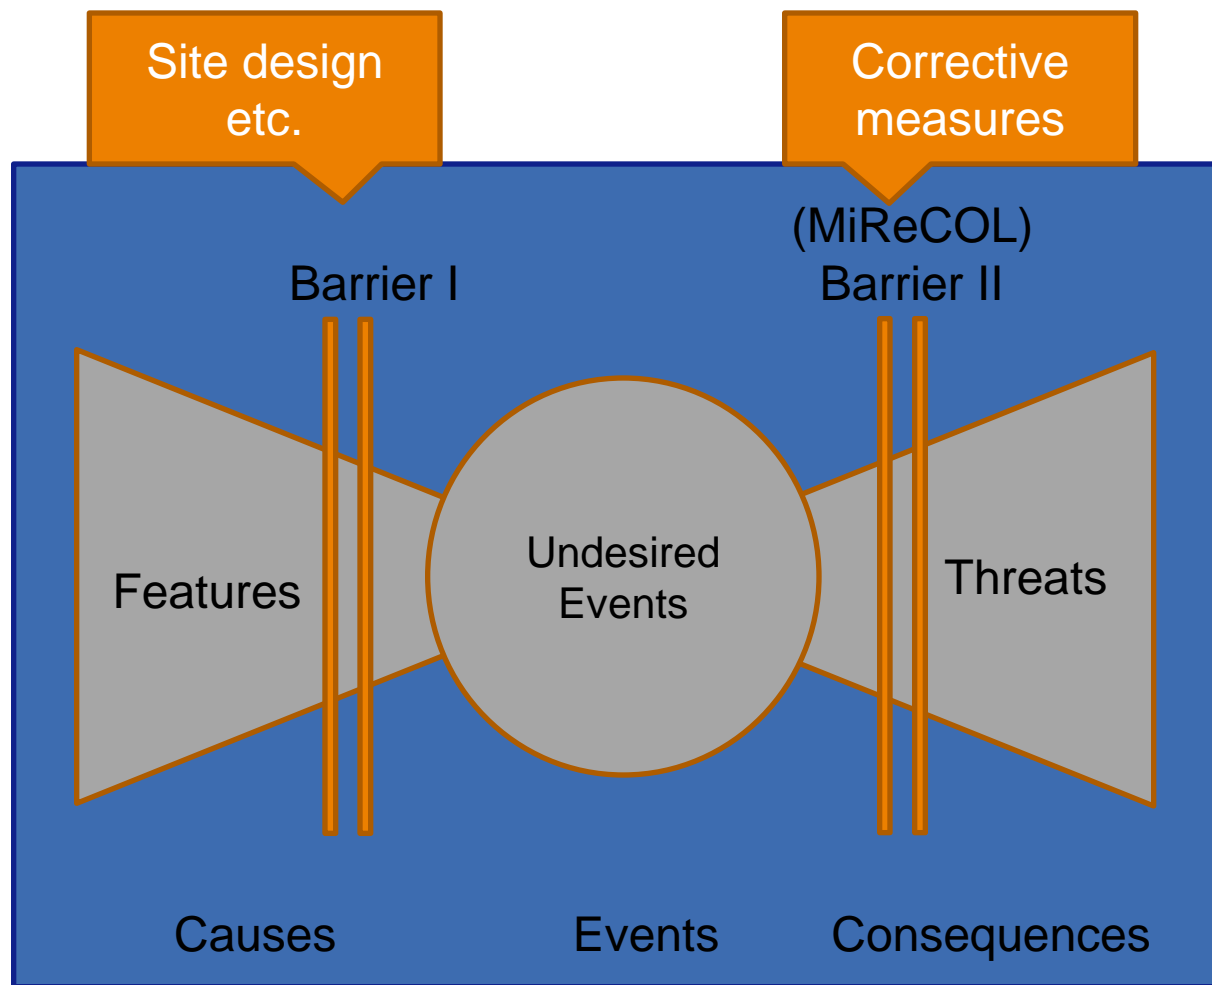 Site design
etc.
Corrective
measures
(MiReCOL)
Barrier I
Barrier II
Features
Undesired
Events
Threats
Causes
Events
Consequences